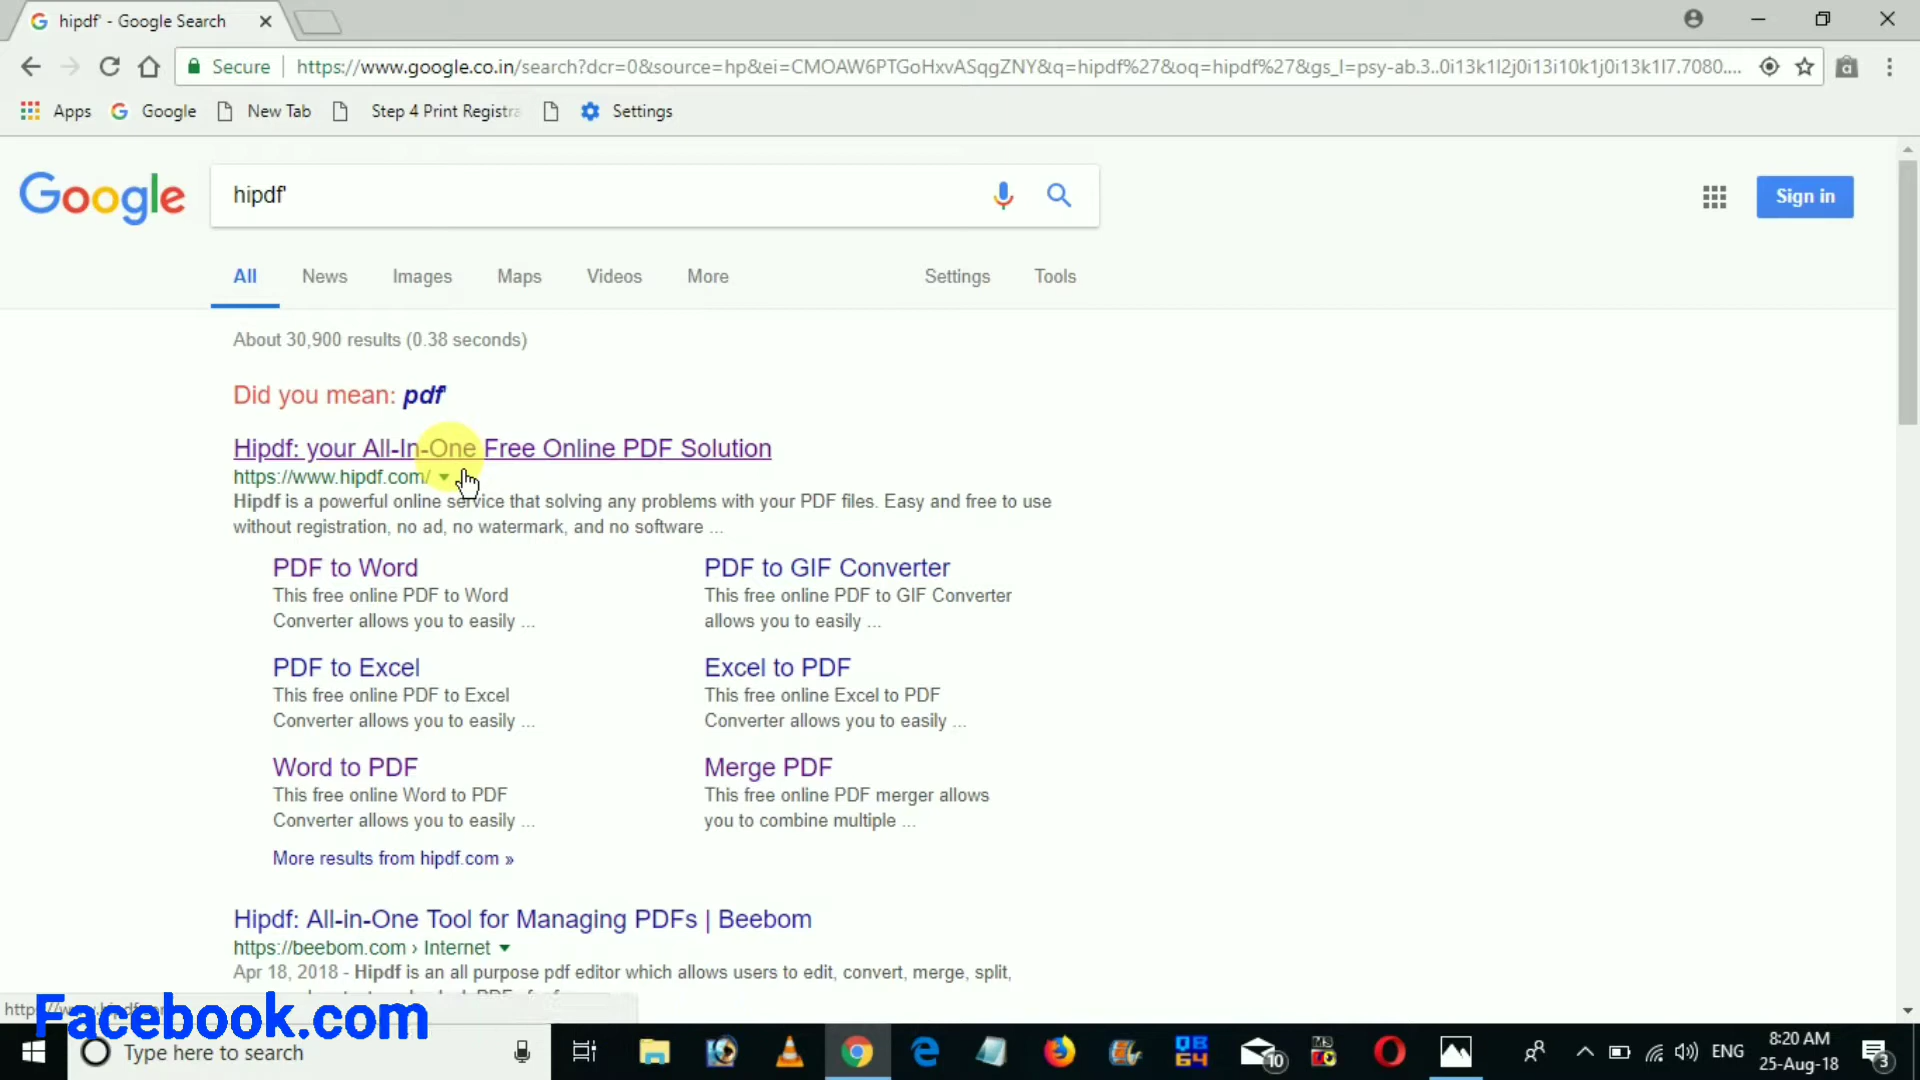 hipdf' - Google Search
Secure
https://www.google.co.in/search?dcr=0&source=hp&ei=CMOAW6PTGoHxvASqgZNY&q=hipdf%27&oq=hipdf%27&gs_l=psy-ab.3..0i13k1l2j0i13i10k1j0i13k1l7.7080....
Apps
Google
New Tab
Step 4 Print Registra
Settings
Google
hipdf'
Sign in
All
News
Images
Maps
Videos
More
Settings
Tools
About 30,900 results (0.38 seconds)
Did you mean: pdf'
Hipdf: your All-In-One Free Online PDF Solution
https://www.hipdf.com/
Hipdf is a powerful online service that solving any problems with your PDF files. Easy and free to use
without registration, no ad, no watermark, and no software ...
PDF to Word
This free online PDF to Word
Converter allows you to easily ...
PDF to GIF Converter
This free online PDF to GIF Converter
allows you to easily ...
PDF to Excel
This free online PDF to Excel
Converter allows you to easily ...
Excel to PDF
This free online Excel to PDF
Converter allows you to easily ...
Word to PDF
This free online Word to PDF
Converter allows you to easily ...
Merge PDF
This free online PDF merger allows
you to combine multiple ...
More results from hipdf.com »
Hipdf: All-in-One Tool for Managing PDFs | Beebom
https://beebom.com › Internet
Apr 18, 2018 - Hipdf is an all purpose pdf editor which allows users to edit, convert, merge, split,
Facebook.com
Type here to search
QB
64
10
ENG
8:20 AM
25-Aug-18
3